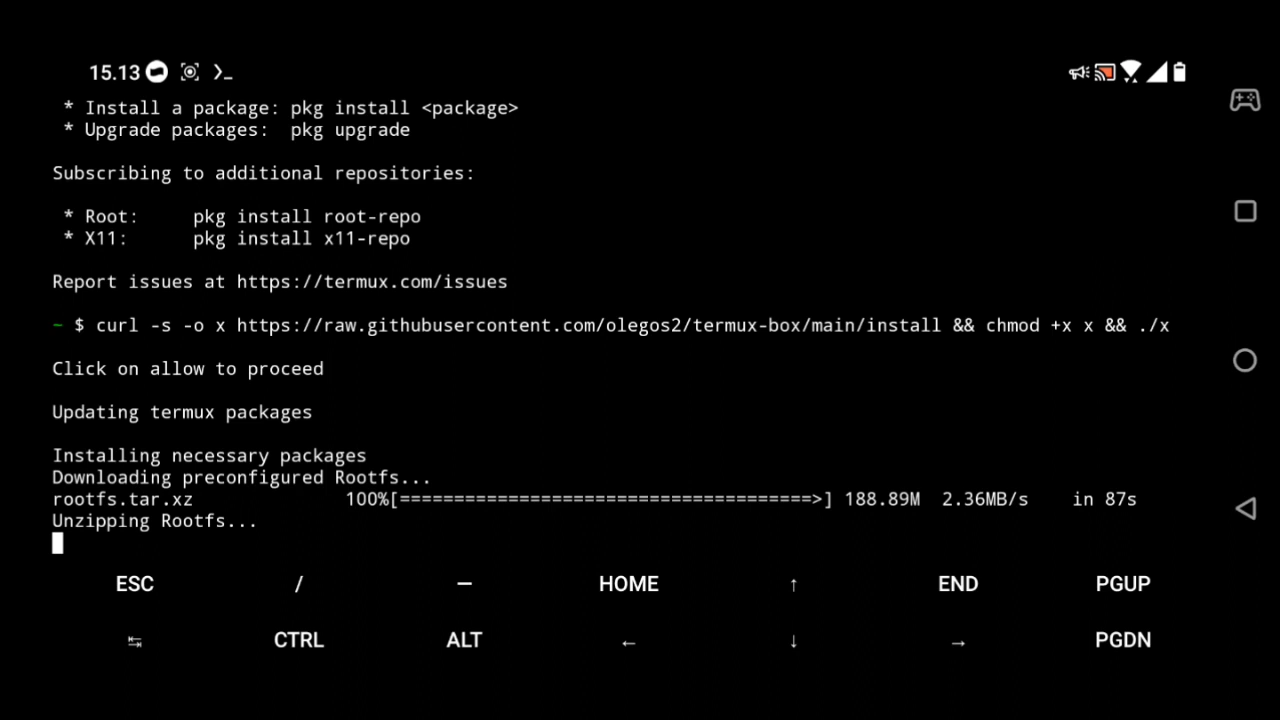 15.13
* Install a package: pkg install <package>
* Upgrade packages:  pkg upgrade
Subscribing to additional repositories:
* Root:     pkg install root-repo
* X11:      pkg install x11-repo
Report issues at https://termux.com/issues
~ $ curl -s -o x https://raw.githubusercontent.com/olegos2/termux-box/main/install && chmod +x x && ./x
Click on allow to proceed
Updating termux packages
Installing necessary packages
Downloading preconfigured Rootfs...
rootfs.tar.xz              100%[======================================>] 188.89M  2.36MB/s    in 87s
Unzipping Rootfs...
ESC / — HOME ↑ END PGUP
↹ CTRL ALT ← ↓ → PGDN